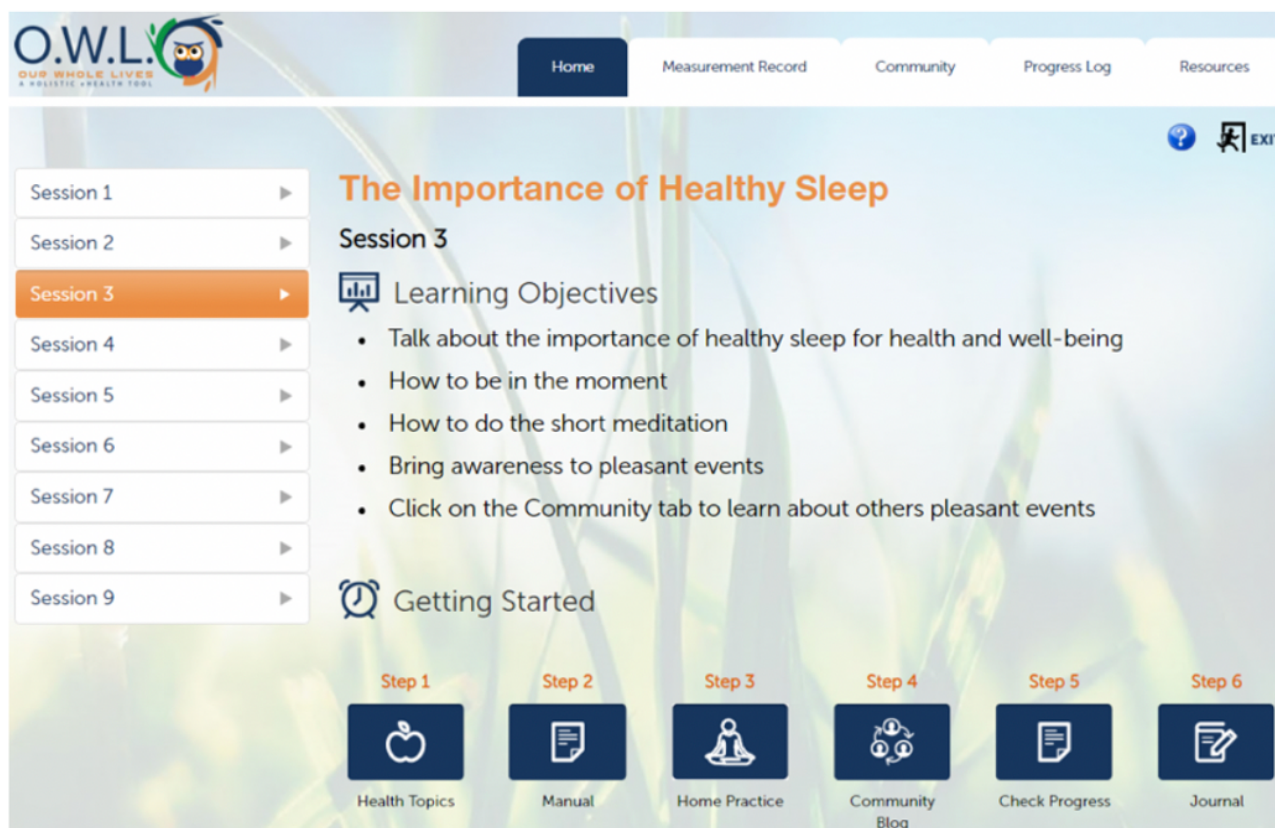 O.W.L.
OUR WHOLE LIVES
A HOLISTIC eHEALTH TOOL
Home
Measurement Record
Community
Progress Log
Resources
?
EXI
Session 1
Session 2
Session 3
Session 4
Session 5
Session 6
Session 7
Session 8
Session 9
The Importance of Healthy Sleep
Session 3
Learning Objectives
• Talk about the importance of healthy sleep for health and well-being
• How to be in the moment
• How to do the short meditation
• Bring awareness to pleasant events
• Click on the Community tab to learn about others pleasant events
Getting Started
Step 1
Step 2
Step 3
Step 4
Step 5
Step 6
Health Topics
Manual
Home Practice
Community
Blog
Check Progress
Journal